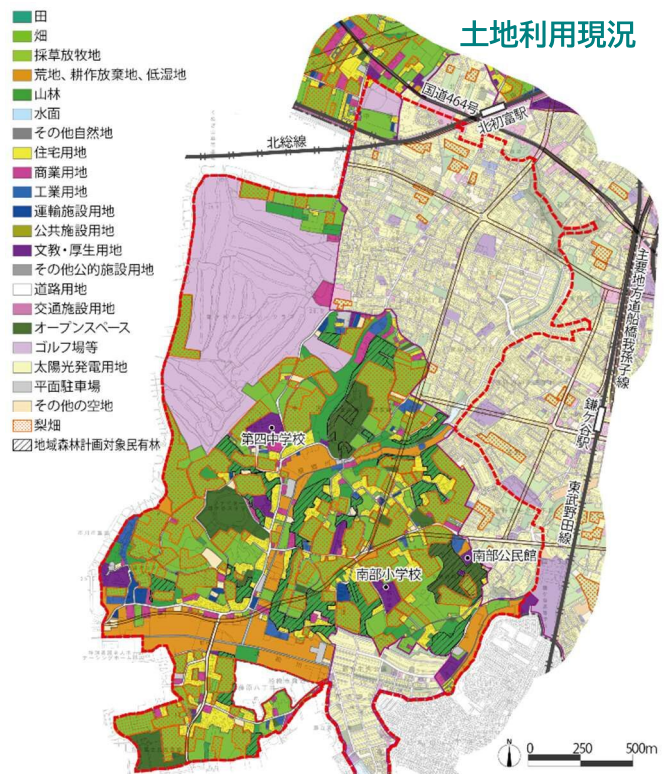 土地利用現況
田
畑
採草放牧地
荒地、耕作放棄地、低湿地
山林
水面
その他自然地
住宅用地
商業用地
工業用地
運輸施設用地
公共施設用地
文教・厚生用地
その他公的施設用地
道路用地
交通施設用地
オープンスペース
ゴルフ場等
太陽光発電用地
平面駐車場
その他の空地
梨畑
地域森林計画対象民有林
国道464号
北初富駅
北総線
主要地方道船橋我孫子線
鎌ヶ谷駅
東武野田線
第四中学校
南部公民館
南部小学校
0 250 500m